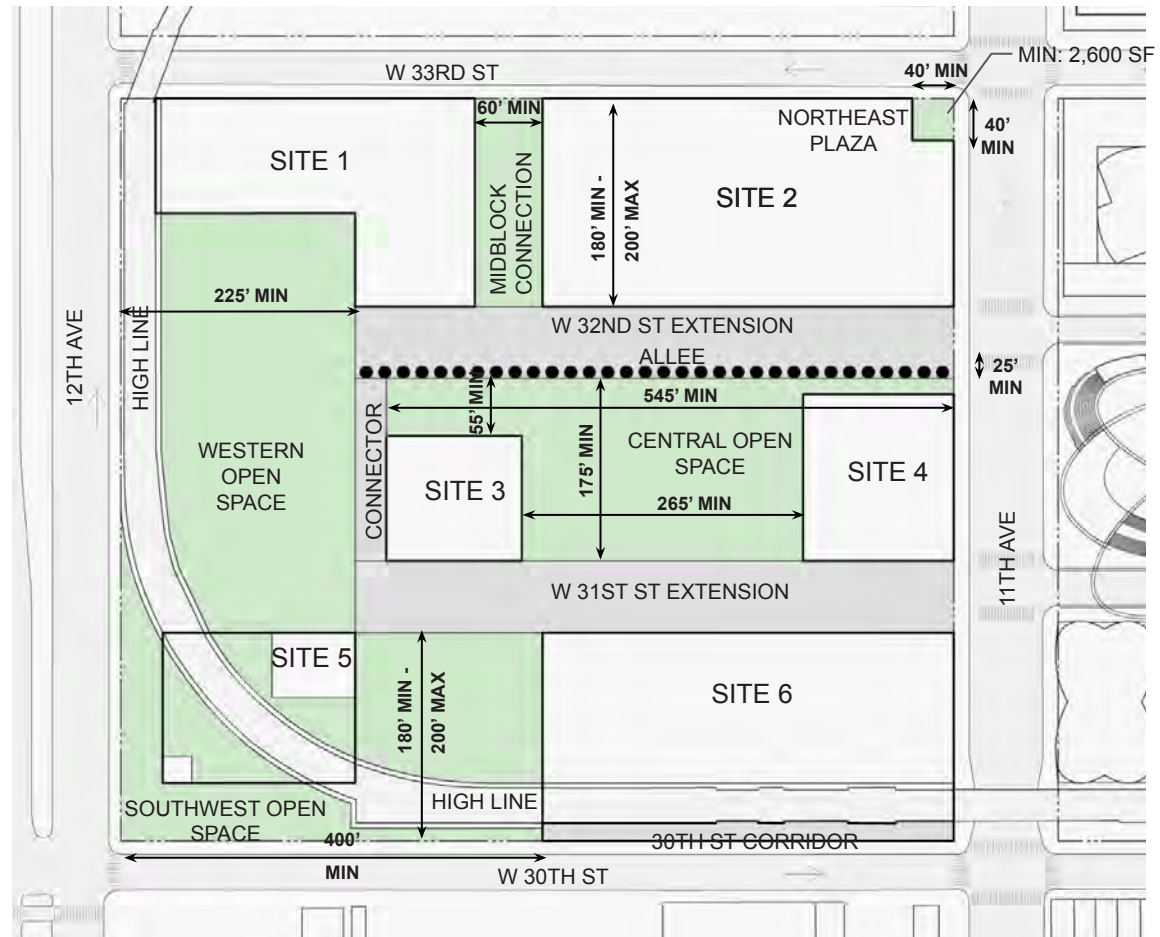 W 33RD ST
MIN: 2,600 SF
40' MIN
60' MIN
NORTHEAST
PLAZA
40'
MIN
SITE 1
MIDBLOCK
CONNECTION
180' MIN -
200' MAX
SITE 2
225' MIN
W 32ND ST EXTENSION
ALLEE
25'
MIN
12TH AVE
HIGH LINE
55' MIN
545' MIN
CONNECTOR
175' MIN
WESTERN
OPEN
SPACE
CENTRAL OPEN
SPACE
SITE 3
SITE 4
265' MIN
11TH AVE
W 31ST ST EXTENSION
SITE 5
180' MIN -
200' MAX
SITE 6
HIGH LINE
SOUTHWEST OPEN
SPACE
400'
MIN
30TH ST CORRIDOR
W 30TH ST